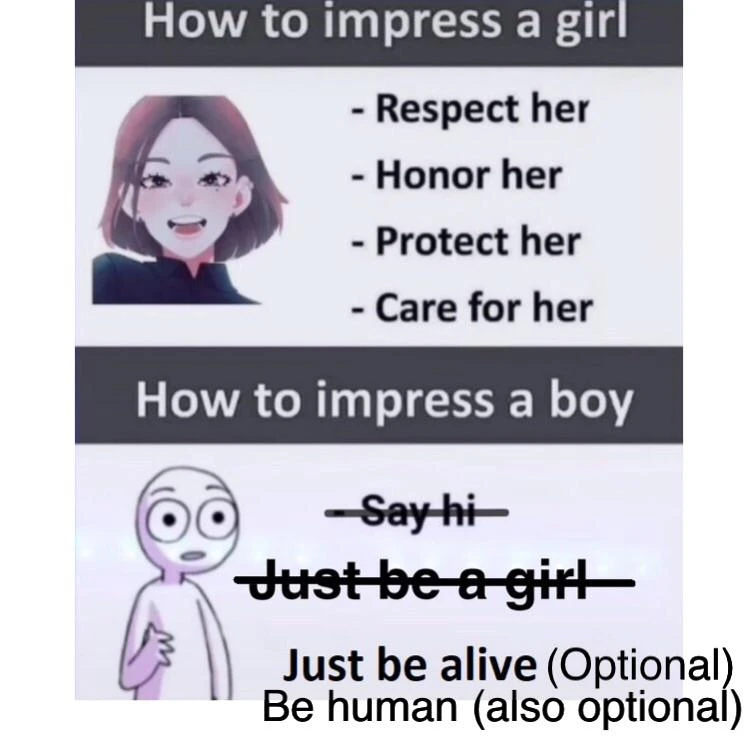 How to impress a girl
- Respect her
- Honor her
- Protect her
- Care for her
How to impress a boy
- Say hi
Just be a girl
Just be alive (Optional)
Be human (also optional)